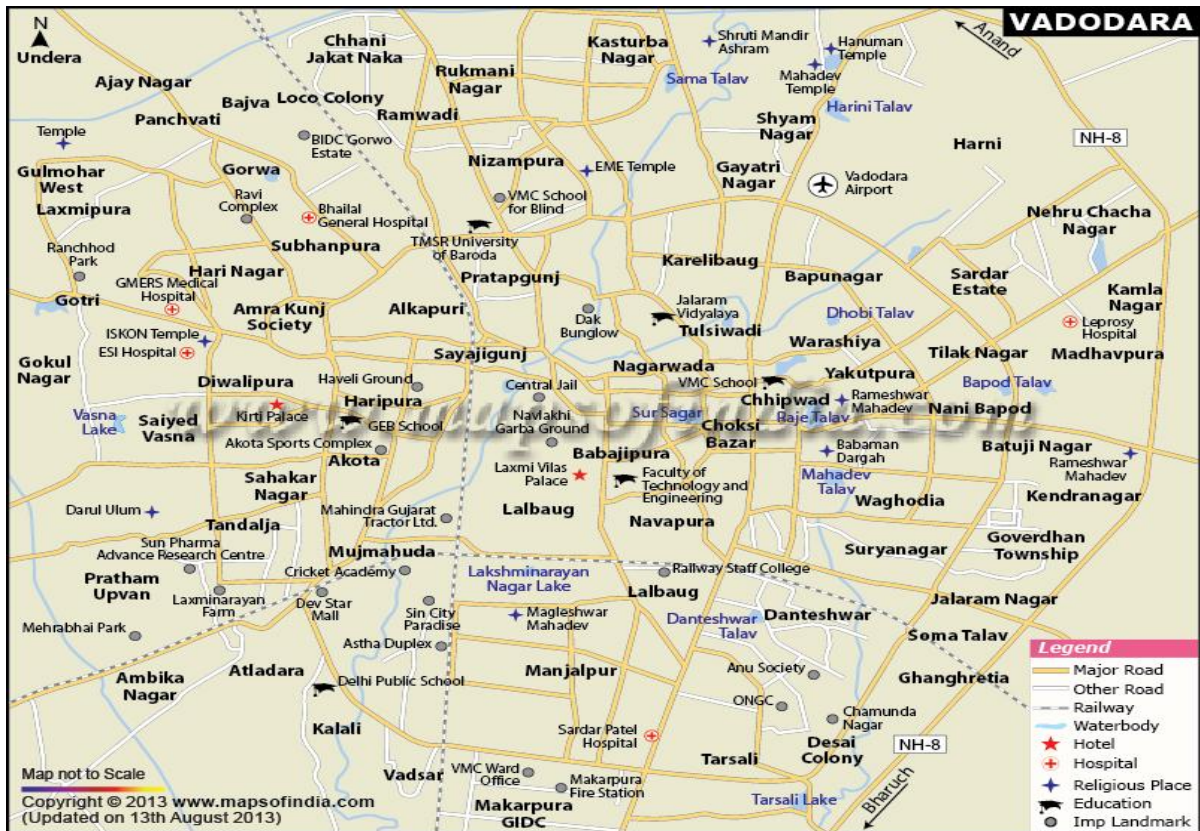 VADODARA
N
Undera
Chhani
Jakat Naka
Kasturba
Nagar
Shruti Mandir
Ashram
Hanuman
Temple
Anand
Ajay Nagar
Rukmani
Nagar
Sama Talav
Mahadev
Temple
Bajva
Loco Colony
Ramwadi
Harini Talav
Panchvati
Shyam
Nagar
NH-8
Temple
BIDC Gorwo
Estate
Harni
Nizampura
EME Temple
Gulmohar
West
Gorwa
Gayatri
Nagar
Vadodara
Airport
Laxmipura
Ravi
Complex
Bhailal
General Hospital
VMC School
for Blind
Nehru Chacha
Nagar
Ranchhod
Park
Subhanpura
TMSR University
of Baroda
Karelibaug
Hari Nagar
Pratapgunj
Bapunagar
Sardar
Estate
GMERS Medical
Hospital
Kamla
Nagar
Gotri
Amra Kunj
Society
Alkapuri
Dak
Bunglow
Jalaram
Vidyalaya
Tulsiwadi
Dhobi Talav
Leprosy
Hospital
ISKON Temple
ESI Hospital
Sayajigunj
Warashiya
Tilak Nagar
Madhavpura
Gokul
Nagar
Nagarwada
Yakutpura
Diwalipura
Haveli Ground
Central Jail
VMC School
Bapod Talav
Haripura
Chhipwad
Rameshwar
Mahadev
Vasna
Lake
Saiyed
Vasna
Kirti Palace
GEB School
Navlakhi
Garba Ground
Sur Sagar
Raje Talav
Nani Bapod
www.mapsofindia.com
Choksi
Bazar
Akota Sports Complex
Akota
Babajipura
Babaman
Dargah
Batuji Nagar
Rameshwar
Mahadev
Sahakar
Nagar
Laxmi Vilas
Palace
Faculty of
Technology and
Engineering
Mahadev
Talav
Waghodia
Kendranagar
Darul Ulum
Mahindra Gujarat
Tractor Ltd.
Lalbaug
Navapura
Tandalja
Goverdhan
Township
Sun Pharma
Advance Research Centre
Mujmahuda
Suryanagar
Pratham
Upvan
Cricket Academy
Lakshminarayan
Nagar Lake
Railway Staff College
Laxminarayan
Farm
Dev Star
Mall
Lalbaug
Jalaram Nagar
Sin City
Paradise
Magleshwar
Mahadev
Danteshwar
Talav
Danteshwar
Mehrabhai Park
Astha Duplex
Soma Talav
Ambika
Nagar
Atladara
Delhi Public School
Manjalpur
Anu Society
Ghanghretia
ONGC
Chamunda
Nagar
Kalali
Sardar Patel
Hospital
Desai
Colony
NH-8
Tarsali
Vadsar
VMC Ward
Office
Makarpura
Fire Station
Tarsali Lake
Bharuch
Makarpura
GIDC
Map not to Scale
Copyright © 2013 www.mapsofindia.com
(Updated on 13th August 2013)
Legend
Major Road
Other Road
Railway
Waterbody
Hotel
Hospital
Religious Place
Education
Imp Landmark